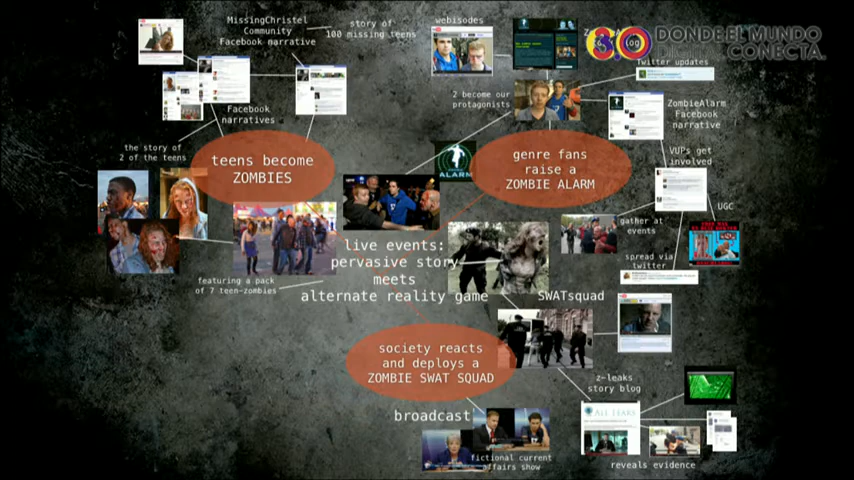 MissingChristel
Community
Facebook narrative
story of
100 missing teens
webisodes
DONDE EL MUNDO
CONECTA.
Twitter updates
2 become our
protagonists
ZombieAlarm
Facebook
narrative
Facebook
narratives
the story of
2 of the teens
teens become
ZOMBIES
ALARM
genre fans
raise a
ZOMBIE ALARM
VUPs get
involved
UGC
gather at
events
spread via
twitter
live events:
pervasive story
meets
alternate reality game
featuring a pack
of 7 teen-zombies
SWATsquad
society reacts
and deploys a
ZOMBIE SWAT SQUAD
z-leaks
story blog
broadcast
ALL LEAKS
fictional current
affairs show
reveals evidence